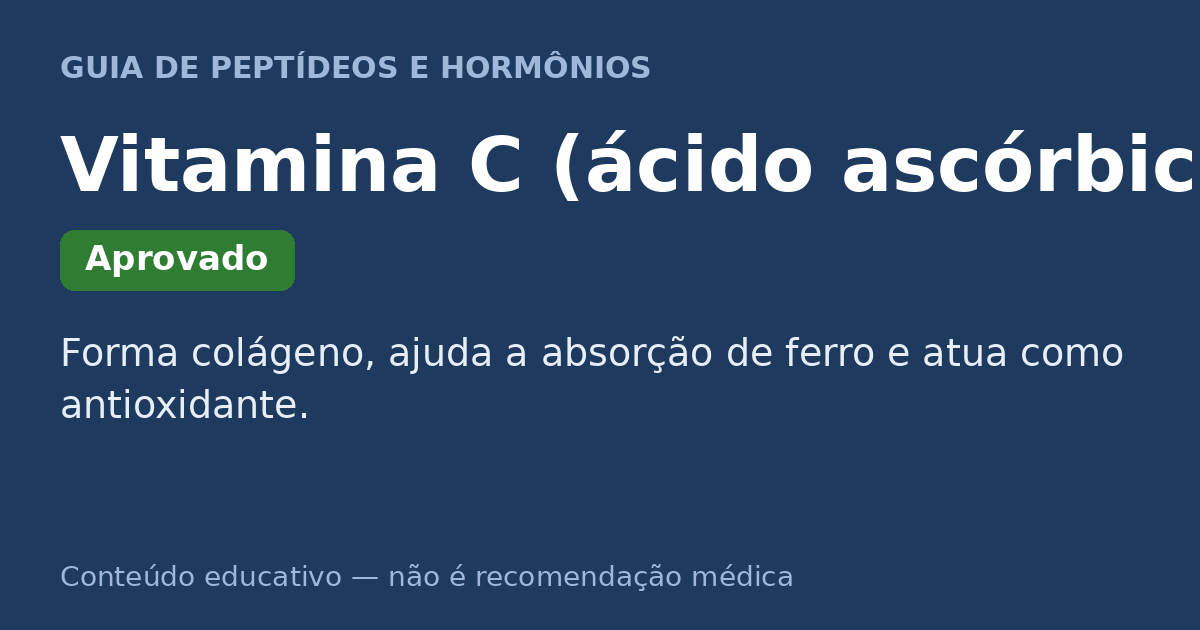 GUIA DE PEPTÍDEOS E HORMÔNIOS
Vitamina C (ácido ascórbic
Aprovado
Forma colágeno, ajuda a absorção de ferro e atua como
antioxidante.
Conteúdo educativo — não é recomendação médica